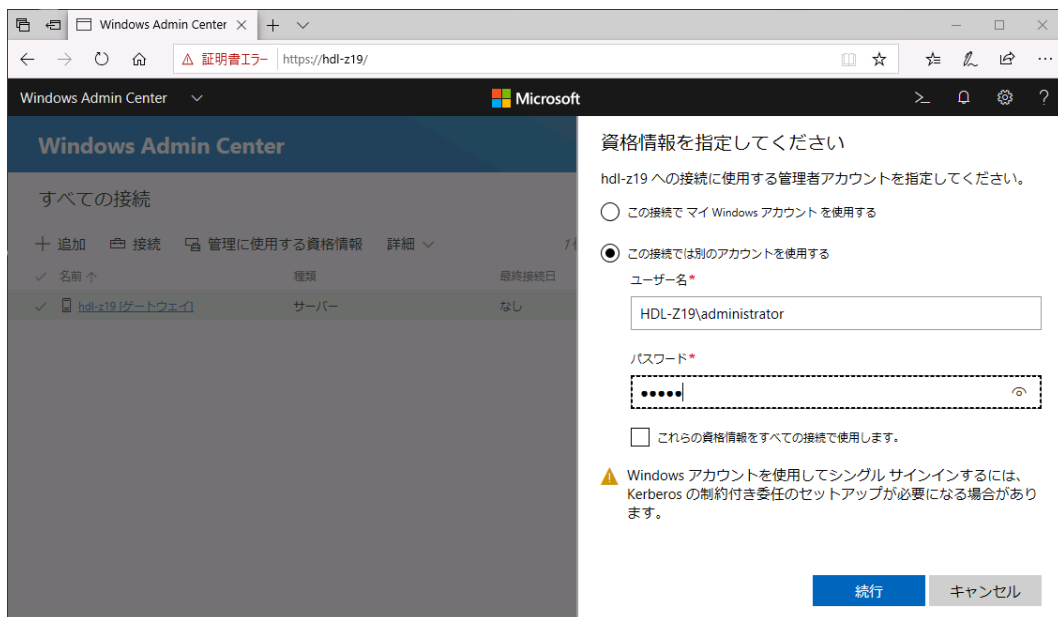 Windows Admin Center
証明書エラー https://hdl-z19/
Windows Admin Center
Microsoft
Windows Admin Center
すべての接続
追加 接続 管理に使用する資格情報 詳細
名前 種類 最終接続日
hdl-z19 [ゲートウェイ] サーバー なし
資格情報を指定してください
hdl-z19 への接続に使用する管理者アカウントを指定してください。
この接続で マイ Windows アカウント を使用する
この接続では別のアカウントを使用する
ユーザー名*
HDL-Z19\administrator
パスワード*
•••••
これらの資格情報をすべての接続で使用します。
Windows アカウントを使用してシングル サインインするには、
Kerberos の制約付き委任のセットアップが必要になる場合があり
ます。
続行 キャンセル